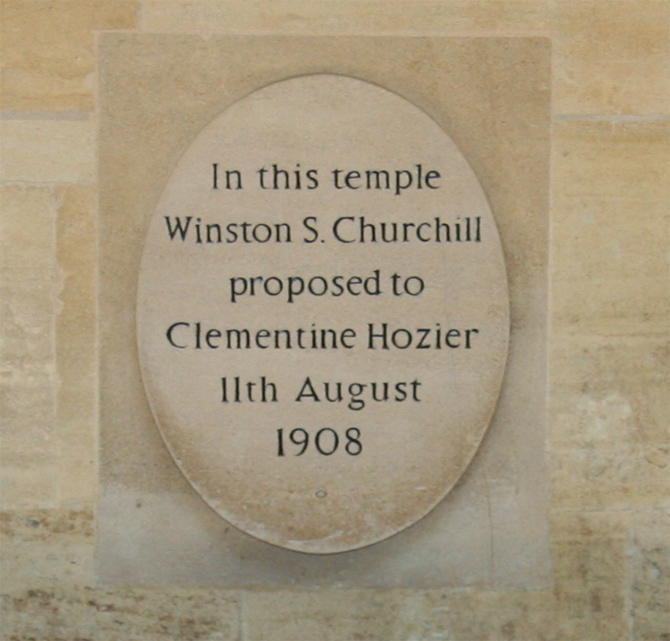 In this temple
Winston S. Churchill
proposed to
Clementine Hozier
11th August
1908